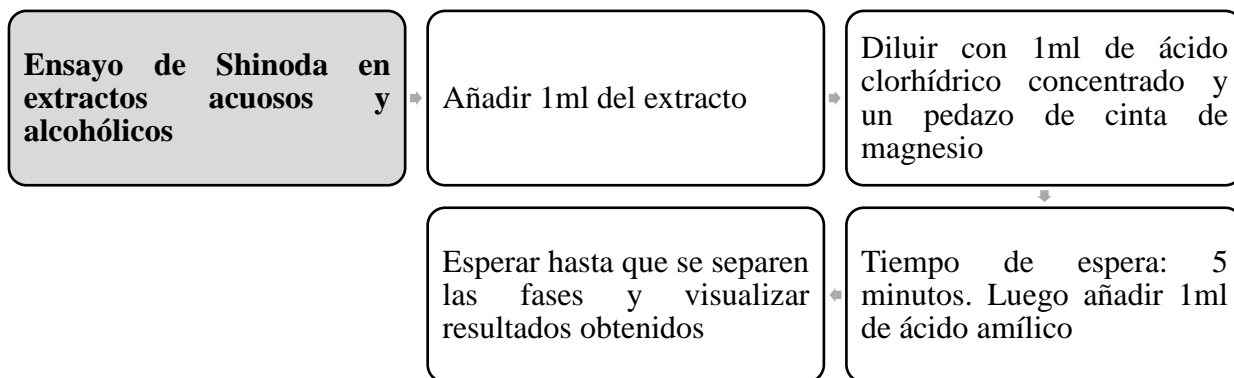 Ensayo de Shinoda en
extractos acuosos y
alcohólicos
Añadir 1ml del extracto
Diluir con 1ml de ácido
clorhídrico concentrado y
un pedazo de cinta de
magnesio
Tiempo de espera: 5
minutos. Luego añadir 1ml
de ácido amílico
Esperar hasta que se separen
las fases y visualizar
resultados obtenidos